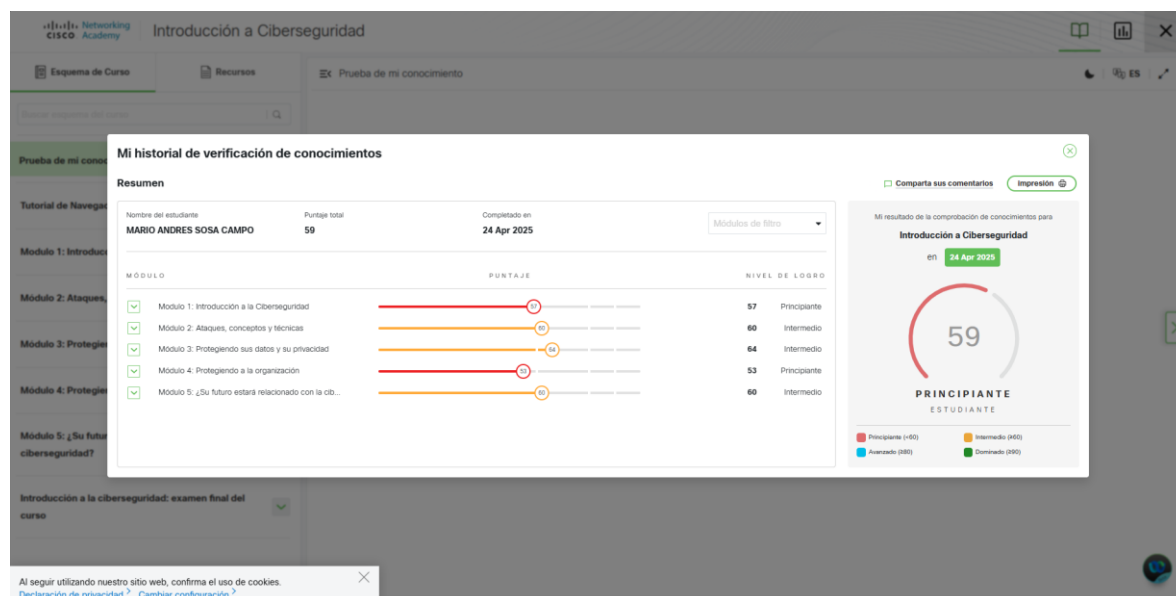 Networking
CISCO Academy
Introducción a Ciberseguridad
Esquema de Curso
Recursos
Prueba de mi conocimiento
ES
Prueba de mi conoc
Tutorial de Navegac
Modulo 1: Introducc
Módulo 2: Ataques,
Módulo 3: Protegien
Módulo 4: Protegien
Módulo 5: ¿Su futur
ciberseguridad?
Introducción a la ciberseguridad: examen final del
curso
Mi historial de verificación de conocimientos
Resumen
Comparta sus comentarios
Impresión
Nombre del estudiante
Puntaje total
Completado en
MARIO ANDRES SOSA CAMPO
59
24 Apr 2025
Módulos de filtro
MÓDULO
PUNTAJE
NIVEL DE LOGRO
Modulo 1: Introducción a la Ciberseguridad
57
57
Principiante
Módulo 2: Ataques, conceptos y técnicas
60
60
Intermedio
Módulo 3: Protegiendo sus datos y su privacidad
64
64
Intermedio
Módulo 4: Protegiendo a la organización
53
53
Principiante
Módulo 5: ¿Su futuro estará relacionado con la cib...
60
60
Intermedio
Mi resultado de la comprobación de conocimientos para
Introducción a Ciberseguridad
en 24 Apr 2025
59
PRINCIPIANTE
ESTUDIANTE
Principiante (<60)
Intermedio (≥60)
Avanzado (≥80)
Dominado (≥90)
Al seguir utilizando nuestro sitio web, confirma el uso de cookies.
Declaración de privacidad > Cambiar configuración >